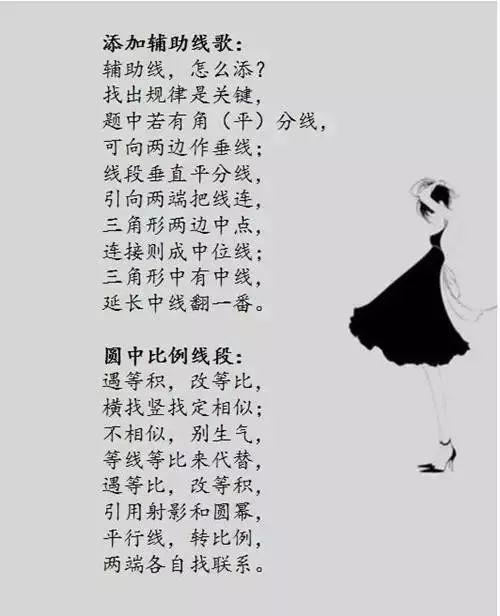 添加辅助线歌：
辅助线，怎么添？
找出规律是关键，
题中若有角（平）分线，
可向两边作垂线；
线段垂直平分线，
引向两端把线连，
三角形两边中点，
连接则成中位线；
三角形中有中线，
延长中线翻一番。
圆中比例线段：
遇等积，改等比，
横找竖找定相似；
不相似，别生气，
等线等比来代替，
遇等比，改等积，
引用射影和圆幂，
平行线，转比例，
两端各自找联系。